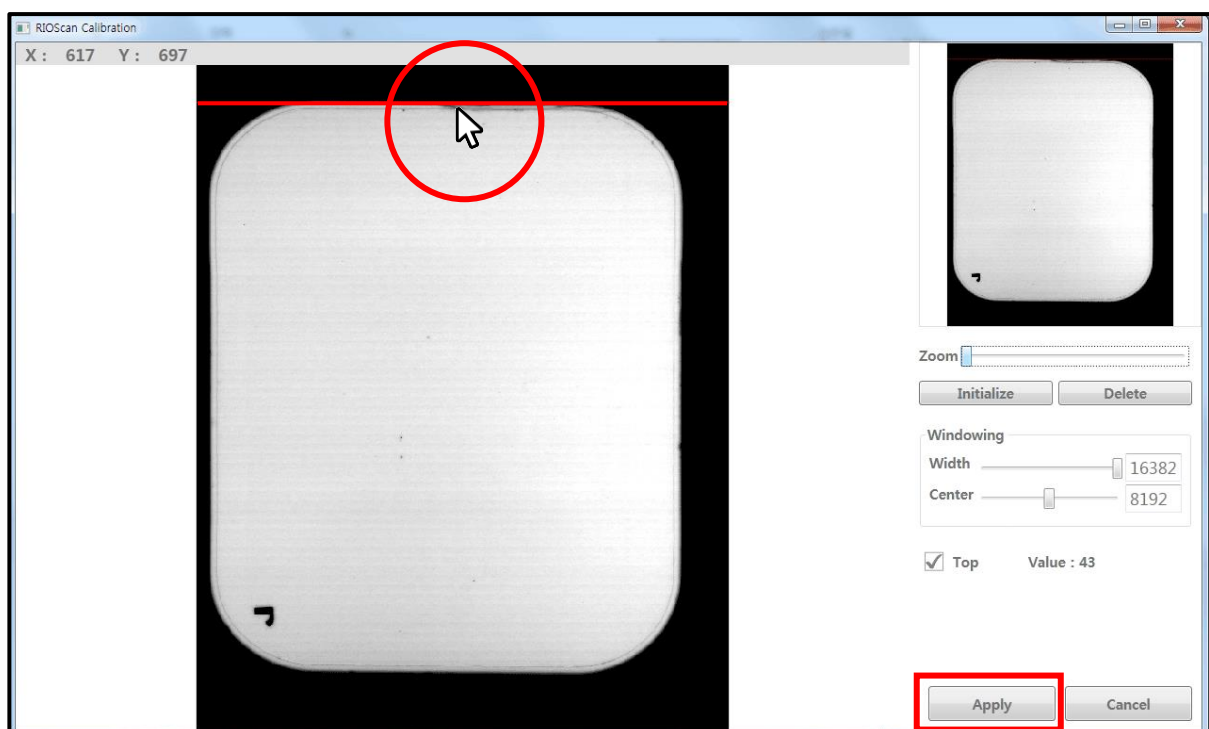 RIOScan Calibration
X : 617 Y : 697
Zoom
Initialize Delete
Windowing
Width 16382
Center 8192
Top Value : 43
Apply Cancel